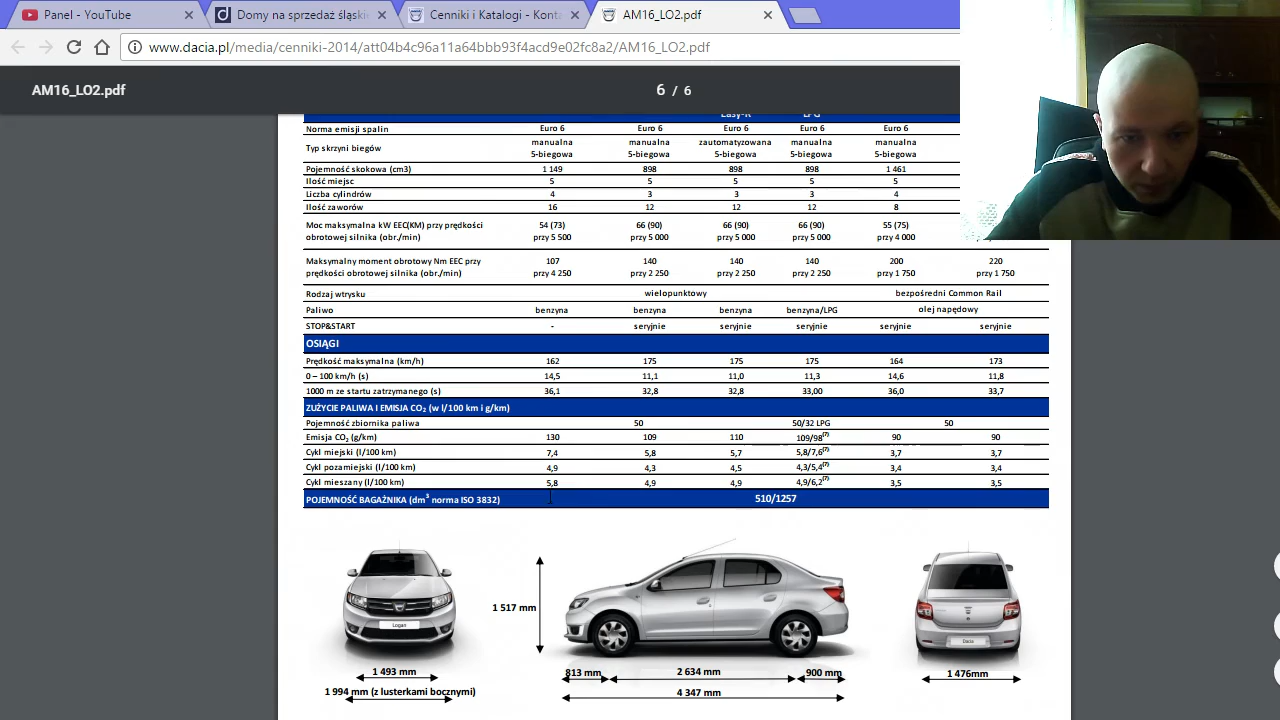 Panel - YouTube
Domy na sprzedaż śląski
Cenniki i Katalogi - Konta
AM16_LO2.pdf
www.dacia.pl/media/cenniki-2014/att04b4c96a11a64bbb93f4acd9e02fc8a2/AM16_LO2.pdf
AM16_LO2.pdf 6 / 6
Easy-R LPG
Norma emisji spalin Euro 6 Euro 6 Euro 6 Euro 6 Euro 6
Typ skrzyni biegów manualna 5-biegowa manualna 5-biegowa zautomatyzowana 5-biegowa manualna 5-biegowa manualna 5-biegowa
Pojemność skokowa (cm3) 1 149 898 898 898 1 461
Ilość miejsc 5 5 5 5 5
Liczba cylindrów 4 3 3 3 4
Ilość zaworów 16 12 12 12 8
Moc maksymalna kW EEC(KM) przy prędkości 54 (73) 66 (90) 66 (90) 66 (90) 55 (75)
obrotowej silnika (obr./min) przy 5 500 przy 5 000 przy 5 000 przy 5 000 przy 4 000
Maksymalny moment obrotowy Nm EEC przy 107 140 140 140 200 220
prędkości obrotowej silnika (obr./min) przy 4 250 przy 2 250 przy 2 250 przy 2 250 przy 1 750 przy 1 750
Rodzaj wtrysku wielopunktowy bezpośredni Common Rail
Paliwo benzyna benzyna benzyna benzyna/LPG olej napędowy
STOP&START - seryjnie seryjnie seryjnie seryjnie seryjnie
OSIĄGI
Prędkość maksymalna (km/h) 162 175 175 175 164 173
0 – 100 km/h (s) 14,5 11,1 11,0 11,3 14,6 11,8
1000 m ze startu zatrzymanego (s) 36,1 32,8 32,8 33,00 36,0 33,7
ZUŻYCIE PALIWA I EMISJA CO₂ (w l/100 km i g/km)
Pojemność zbiornika paliwa 50 50/32 LPG 50
Emisja CO₂ (g/km) 130 109 110 109/98⁽⁷⁾ 90 90
Cykl miejski (l/100 km) 7,4 5,8 5,7 5,8/7,6⁽⁷⁾ 3,7 3,7
Cykl pozamiejski (l/100 km) 4,9 4,3 4,5 4,3/5,4⁽⁷⁾ 3,4 3,4
Cykl mieszany (l/100 km) 5,8 4,9 4,9 4,9/6,2⁽⁷⁾ 3,5 3,5
POJEMNOŚĆ BAGAŻNIKA (dm³ norma ISO 3832) 510/1257
1 517 mm
Logan
Dacia
1 493 mm 813 mm 2 634 mm 900 mm 1 476mm
1 994 mm (z lusterkami bocznymi) 4 347 mm